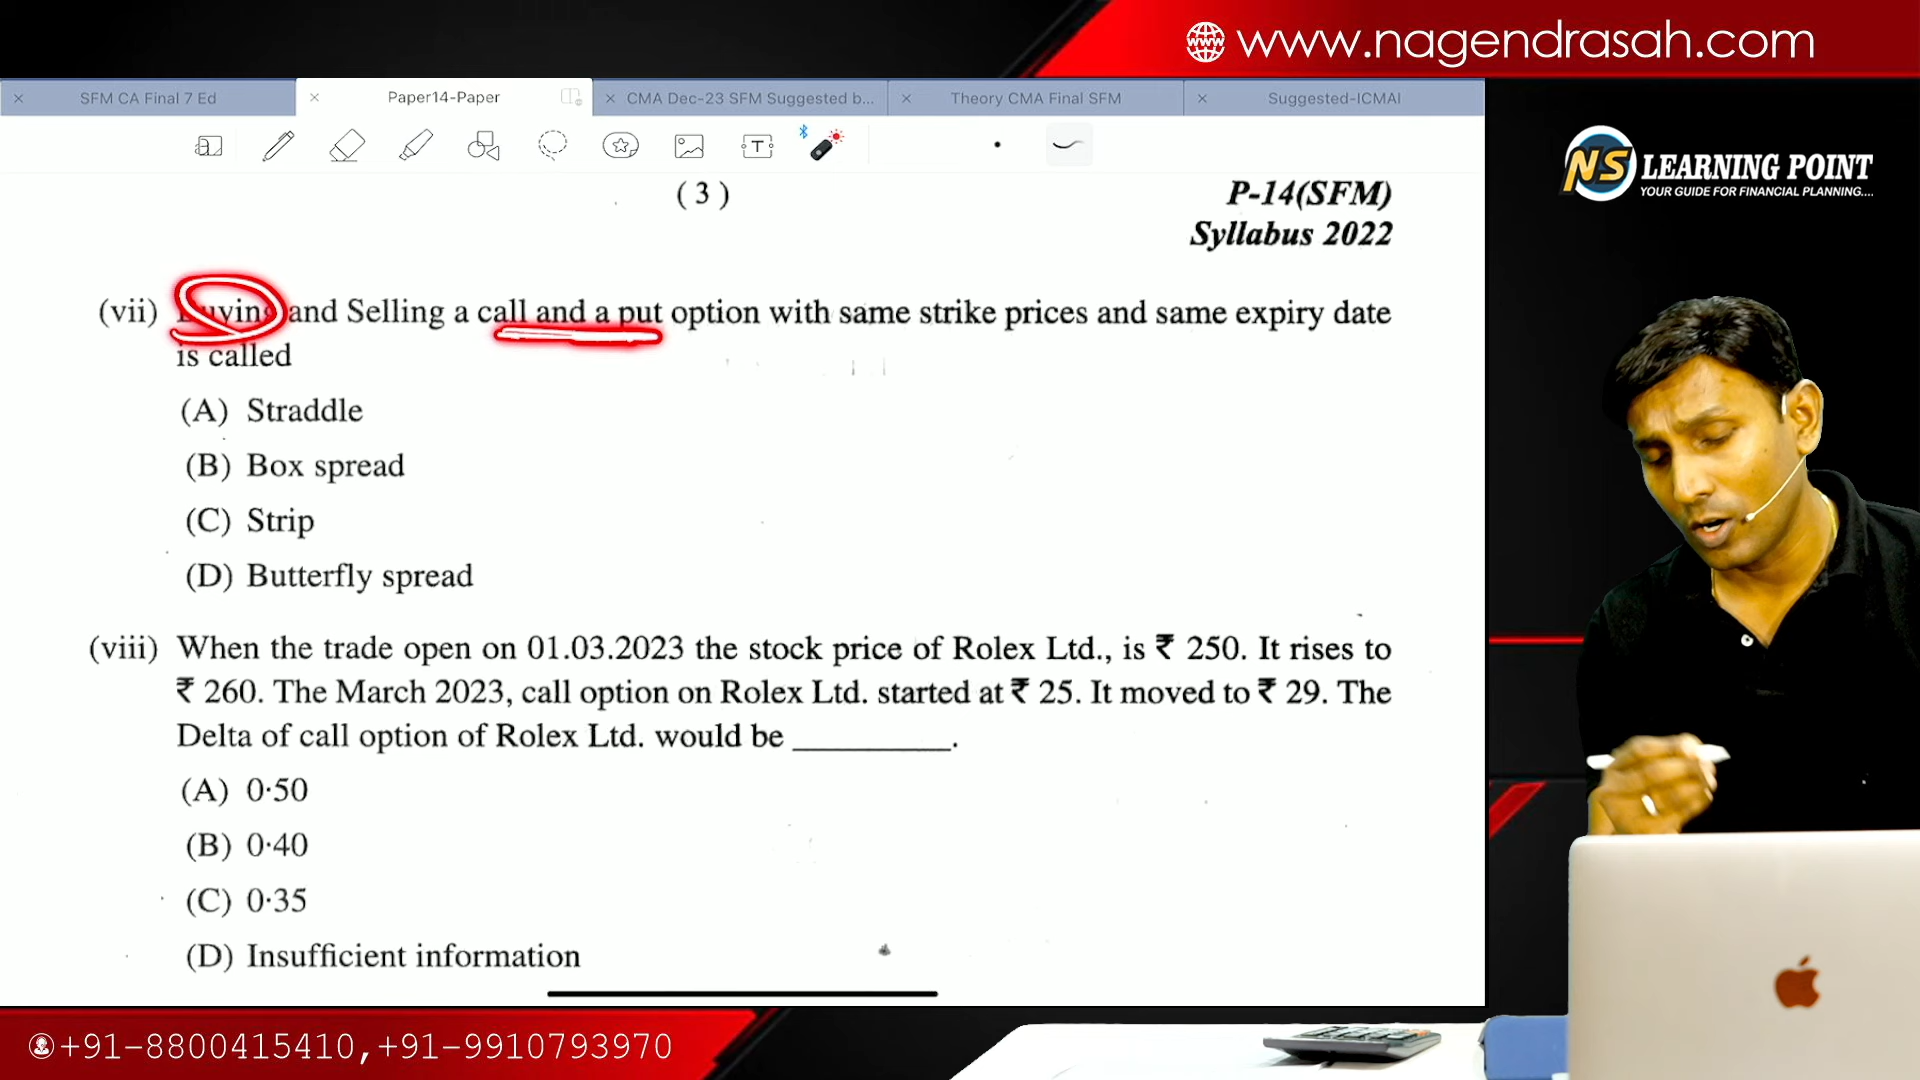 www.nagendrasah.com
SFM CA Final 7 Ed
Paper14-Paper
CMA Dec-23 SFM Suggested b...
Theory CMA Final SFM
Suggested-ICMAI
NS LEARNING POINT
YOUR GUIDE FOR FINANCIAL PLANNING....
( 3 )
P-14(SFM)
Syllabus 2022
(vii) Buying and Selling a call and a put option with same strike prices and same expiry date
is called
(A) Straddle
(B) Box spread
(C) Strip
(D) Butterfly spread
(viii) When the trade open on 01.03.2023 the stock price of Rolex Ltd., is ₹ 250. It rises to
₹ 260. The March 2023, call option on Rolex Ltd. started at ₹ 25. It moved to ₹ 29. The
Delta of call option of Rolex Ltd. would be __________.
(A) 0·50
(B) 0·40
(C) 0·35
(D) Insufficient information
+91-8800415410,+91-9910793970